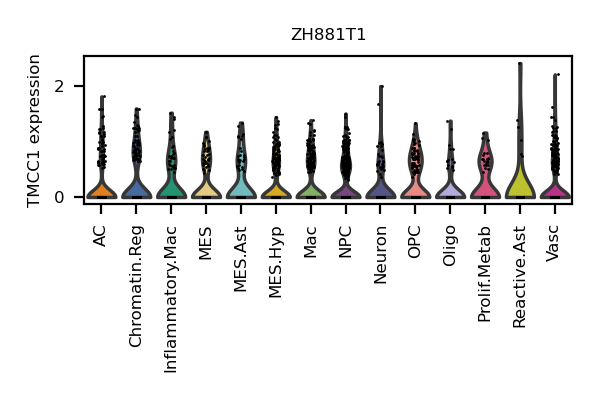 ZH881T1
TMCC1 expression
2
0
AC
Chromatin.Reg
Inflammatory.Mac
MES
MES.Ast
MES.Hyp
Mac
NPC
Neuron
OPC
Oligo
Prolif.Metab
Reactive.Ast
Vasc